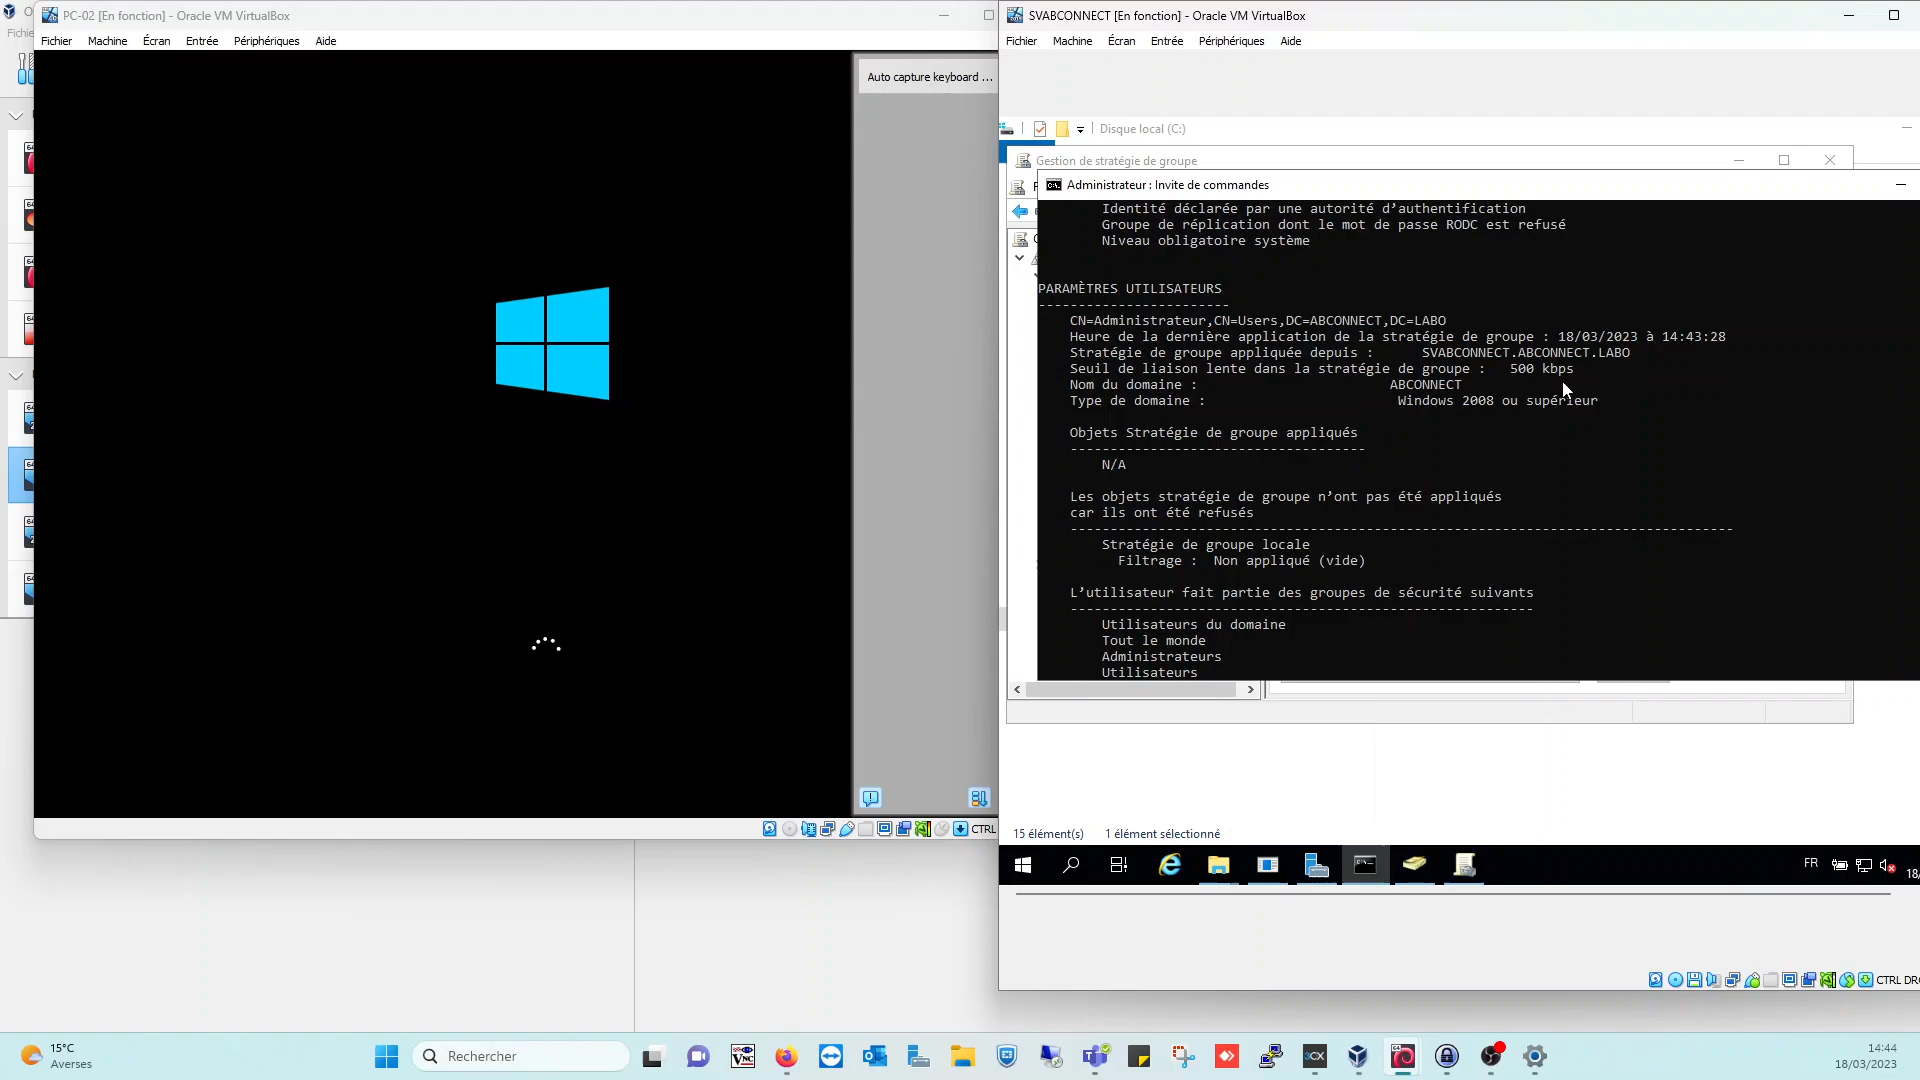 PC-02 [En fonction] - Oracle VM VirtualBox
Fichier Machine Écran Entrée Périphériques Aide
Auto capture keyboard ...
CTRL
SVABCONNECT [En fonction] - Oracle VM VirtualBox
Fichier Machine Écran Entrée Périphériques Aide
Disque local (C:)
Gestion de stratégie de groupe
Administrateur : Invite de commandes
Identité déclarée par une autorité d’authentification
Groupe de réplication dont le mot de passe RODC est refusé
Niveau obligatoire système
PARAMÈTRES UTILISATEURS
------------------------
CN=Administrateur,CN=Users,DC=ABCONNECT,DC=LABO
Heure de la dernière application de la stratégie de groupe : 18/03/2023 à 14:43:28
Stratégie de groupe appliquée depuis : SVABCONNECT.ABCONNECT.LABO
Seuil de liaison lente dans la stratégie de groupe : 500 kbps
Nom du domaine : ABCONNECT
Type de domaine : Windows 2008 ou supérieur
Objets Stratégie de groupe appliqués
-------------------------------------
N/A
Les objets stratégie de groupe n’ont pas été appliqués
car ils ont été refusés
-----------------------------------------------------------------------------------
Stratégie de groupe locale
Filtrage : Non appliqué (vide)
L’utilisateur fait partie des groupes de sécurité suivants
----------------------------------------------------------
Utilisateurs du domaine
Tout le monde
Administrateurs
Utilisateurs
15 élément(s) 1 élément sélectionné
FR
18/
CTRL DR
15°C
Averses
Rechercher
14:44
18/03/2023